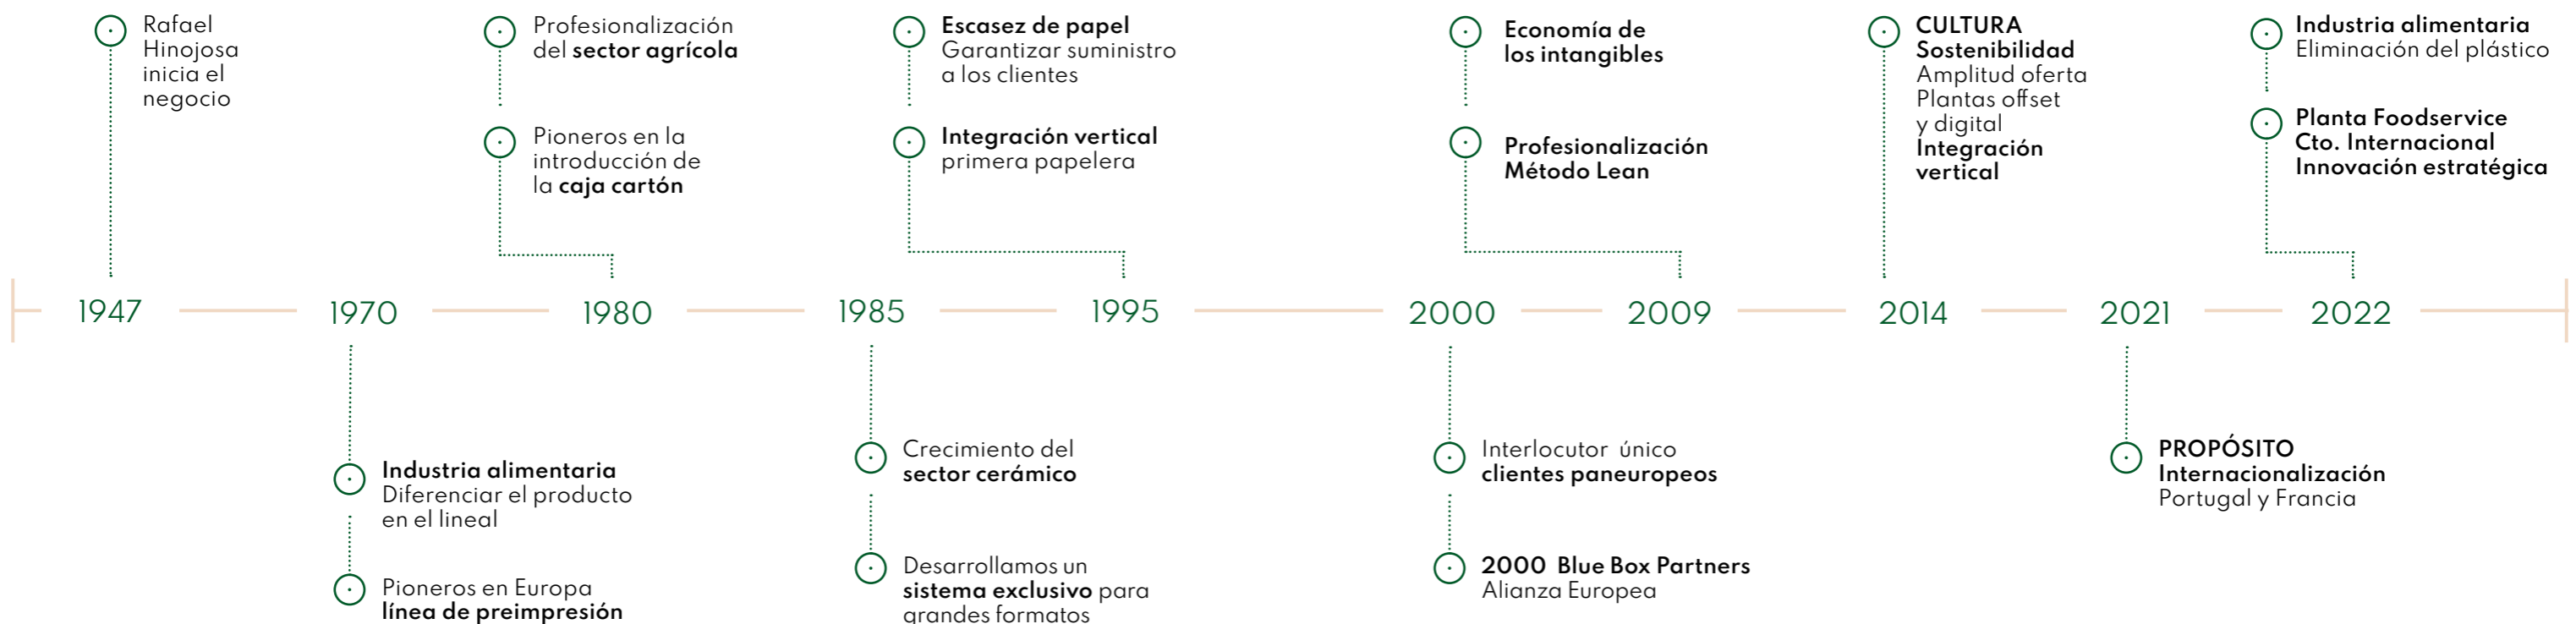 Rafael
Hinojosa
inicia el
negocio
Profesionalización
del sector agrícola
Pioneros en la
introducción de
la caja cartón
Escasez de papel
Garantizar suministro
a los clientes
Integración vertical
primera papelera
Economía de
los intangibles
Profesionalización
Método Lean
CULTURA
Sostenibilidad
Amplitud oferta
Plantas offset
y digital
Integración
vertical
Industria alimentaria
Eliminación del plástico
Planta Foodservice
Cto. Internacional
Innovación estratégica
1947
1970
1980
1985
1995
2000
2009
2014
2021
2022
Industria alimentaria
Diferenciar el producto
en el lineal
Pioneros en Europa
línea de preimpresión
Crecimiento del
sector cerámico
Desarrollamos un
sistema exclusivo para
grandes formatos
Interlocutor único
clientes paneuropeos
2000 Blue Box Partners
Alianza Europea
PROPÓSITO
Internacionalización
Portugal y Francia